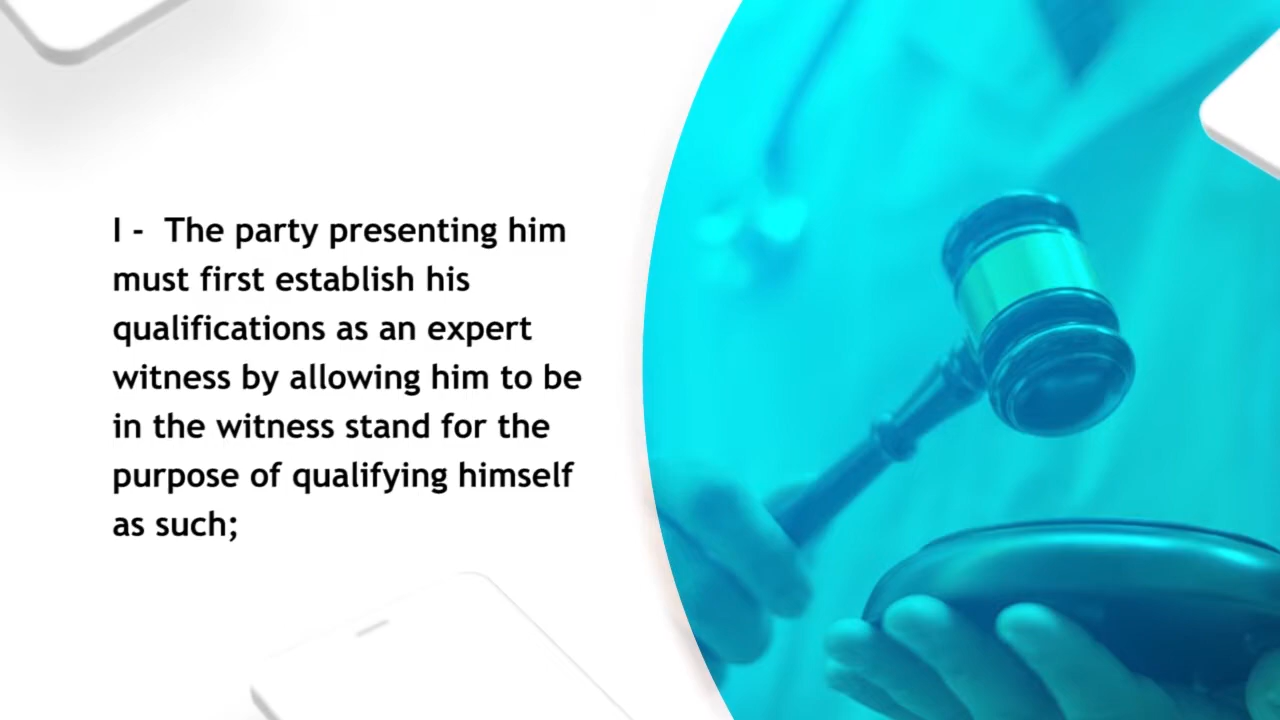 I -  The party presenting him
must first establish his
qualifications as an expert
witness by allowing him to be
in the witness stand for the
purpose of qualifying himself
as such;